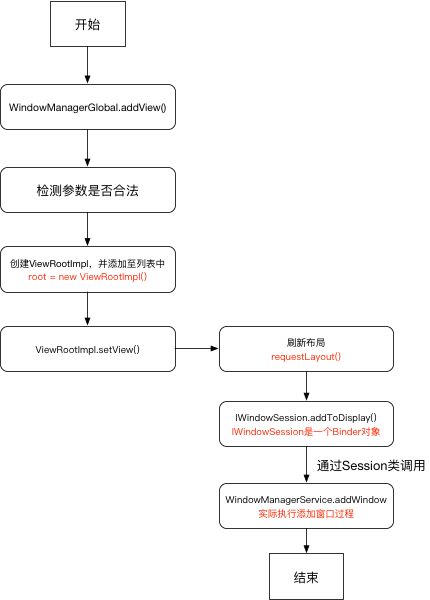 开始
WindowManagerGlobal.addView()
检测参数是否合法
创建ViewRootImpl，并添加至列表中
root = new ViewRootImpl()
ViewRootImpl.setView()
刷新布局
requestLayout()
IWindowSession.addToDisplay()
IWindowSession是一个Binder对象
通过Session类调用
WindowManagerService.addWindow
实际执行添加窗口过程
结束